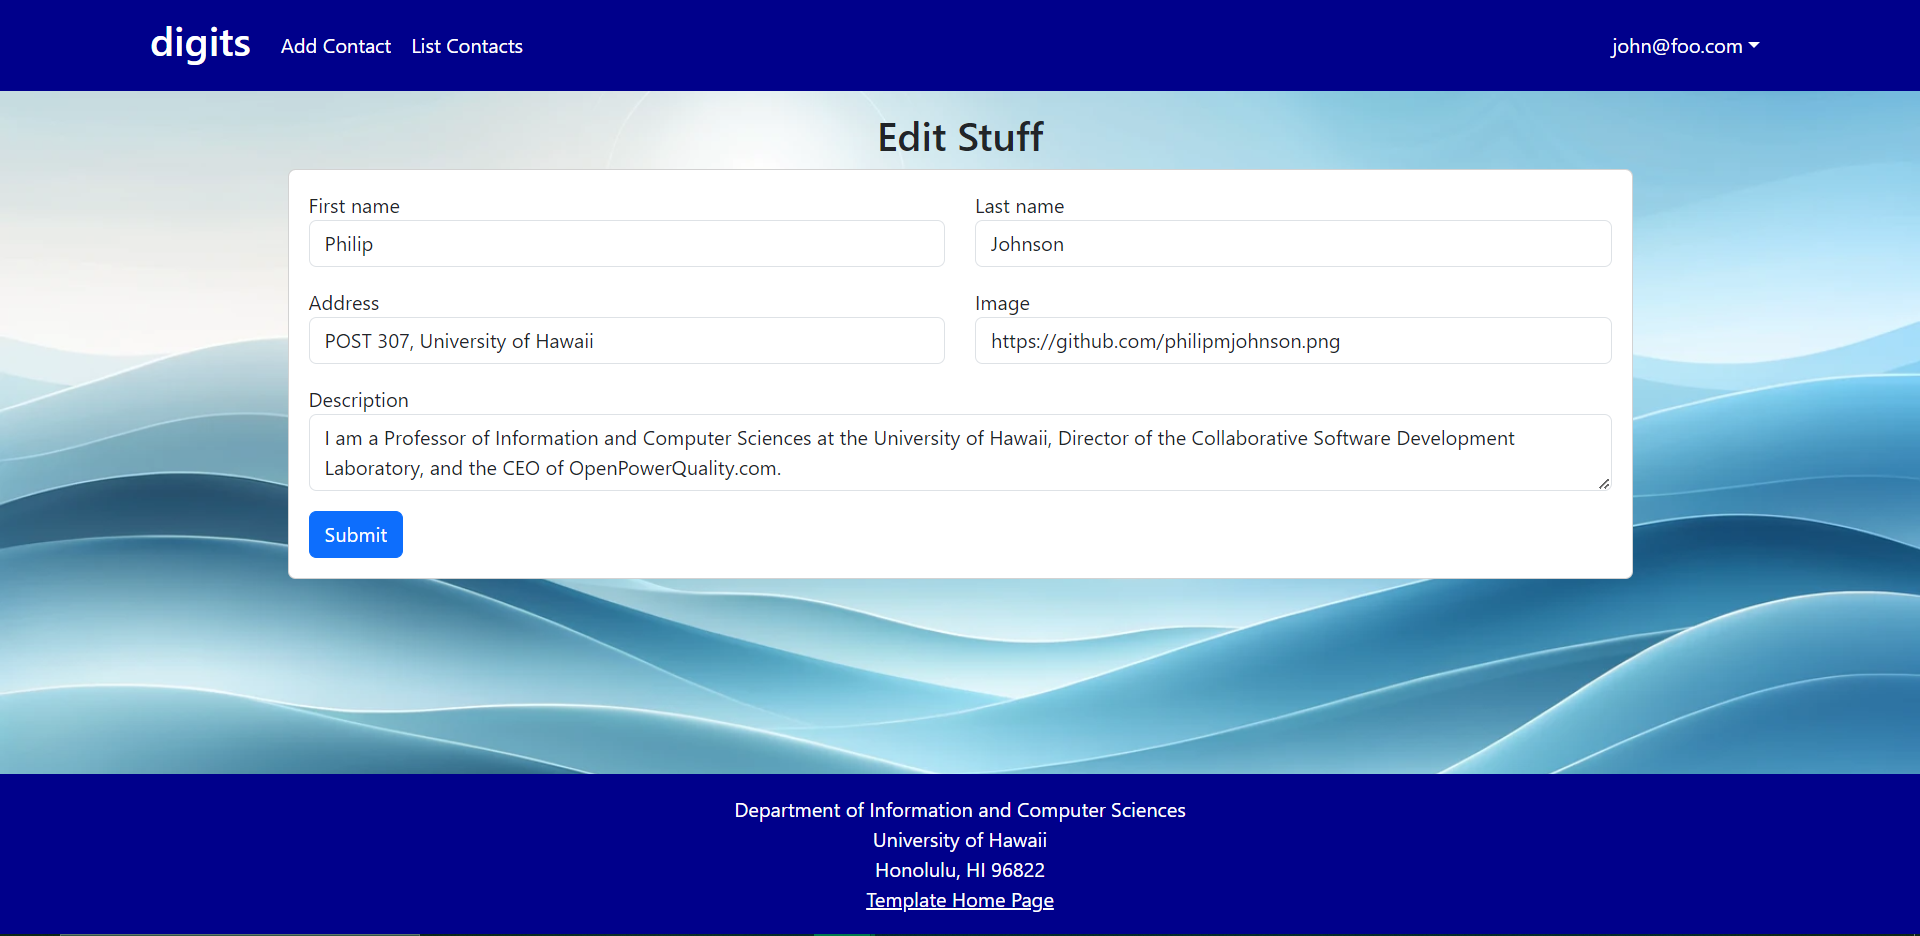 digits
Add Contact
List Contacts
john@foo.com
Edit Stuff
First name
Last name
Philip
Johnson
Address
Image
POST 307, University of Hawaii
https://github.com/philipmjohnson.png
Description
I am a Professor of Information and Computer Sciences at the University of Hawaii, Director of the Collaborative Software Development
Laboratory, and the CEO of OpenPowerQuality.com.
Submit
Department of Information and Computer Sciences
University of Hawaii
Honolulu, HI 96822
Template Home Page